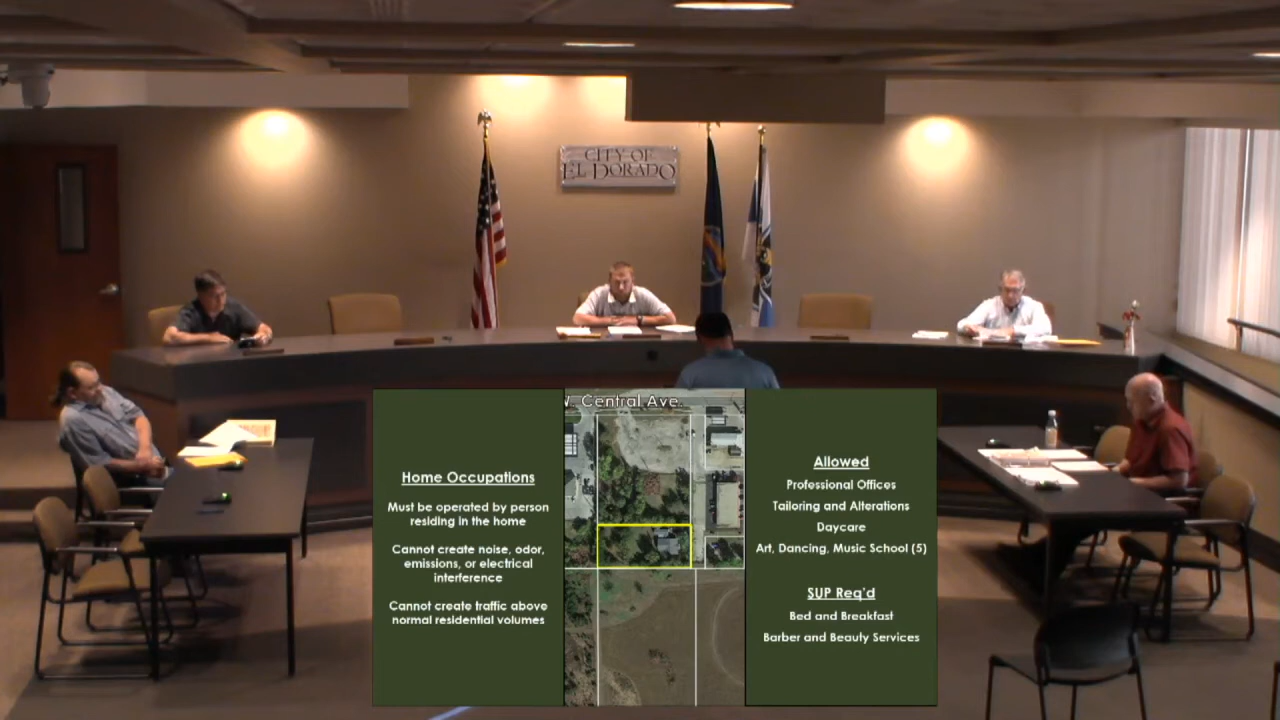 CITY OF
EL DORADO
W. Central Ave.
Home Occupations
Must be operated by person
residing in the home
Cannot create noise, odor,
emissions, or electrical
interference
Cannot create traffic above
normal residential volumes
Allowed
Professional Offices
Tailoring and Alterations
Daycare
Art, Dancing, Music School (5)
SUP Req'd
Bed and Breakfast
Barber and Beauty Services